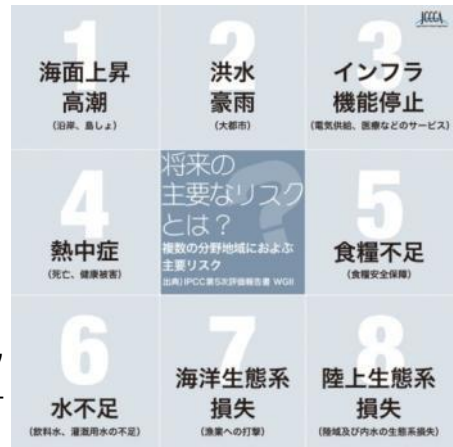 JCCCA
1
海面上昇
高潮
(沿岸、島しょ)
2
洪水
豪雨
(大都市)
3
インフラ
機能停止
(電気供給、医療などのサービス)
4
熱中症
(死亡、健康被害)
将来の
主要なリスク
とは?
複数の分野地域におよぶ
主要リスク
出典)IPCC第5次評価報告書 WGII
?
5
食糧不足
(食糧安全保障)
6
水不足
(飲料水、灌漑用水の不足)
7
海洋生態系
損失
(漁業への打撃)
8
陸上生態系
損失
(陸域及び内水の生態系損失)